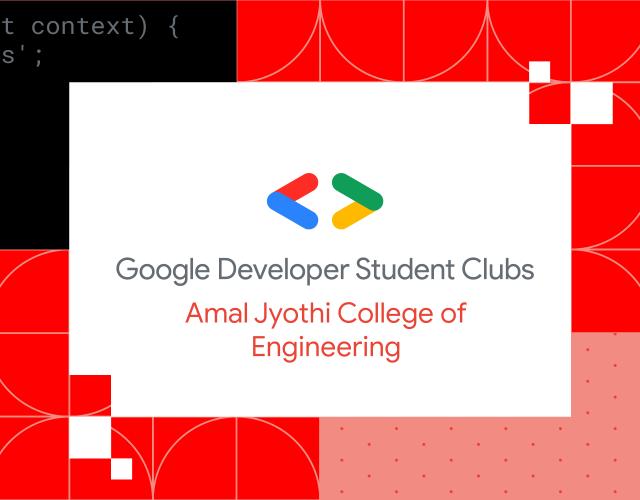 t context) {
s';
Google Developer Student Clubs
Amal Jyothi College of
Engineering